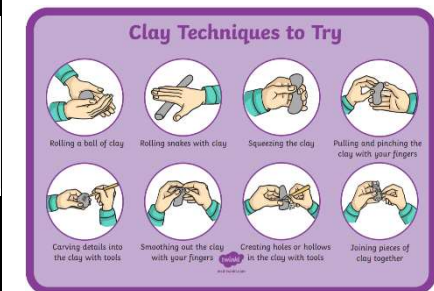 Clay Techniques to Try
Rolling a ball of clay
Rolling snakes with clay
Squeezing the clay
Pulling and pinching the
clay with your fingers
Carving details into
the clay with tools
Smoothing out the clay
with your fingers
Creating holes or hollows
in the clay with tools
Joining pieces of
clay together
twinkl